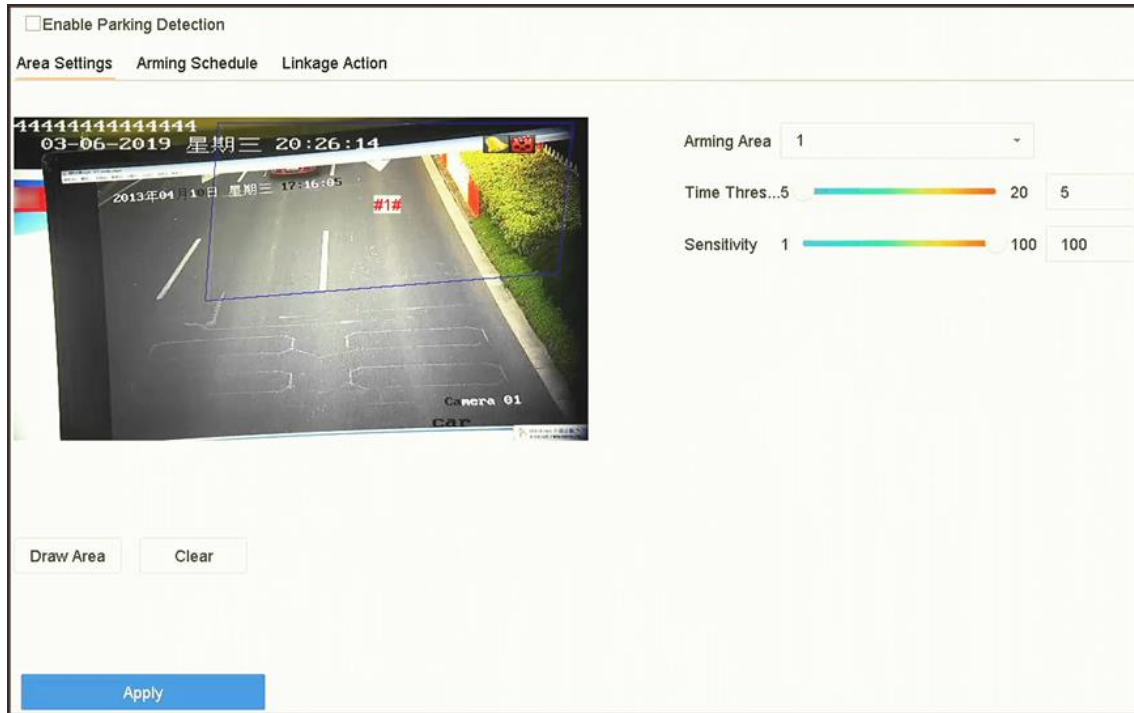 Enable Parking Detection
Area Settings Arming Schedule Linkage Action
44444444444444
03-06-2019 星期三 20:26:14
2013年04月10日 星期三 17:16:05
#1#
Camera 01
car
Arming Area 1
Time Thres...5 20 5
Sensitivity 1 100 100
Draw Area Clear
Apply